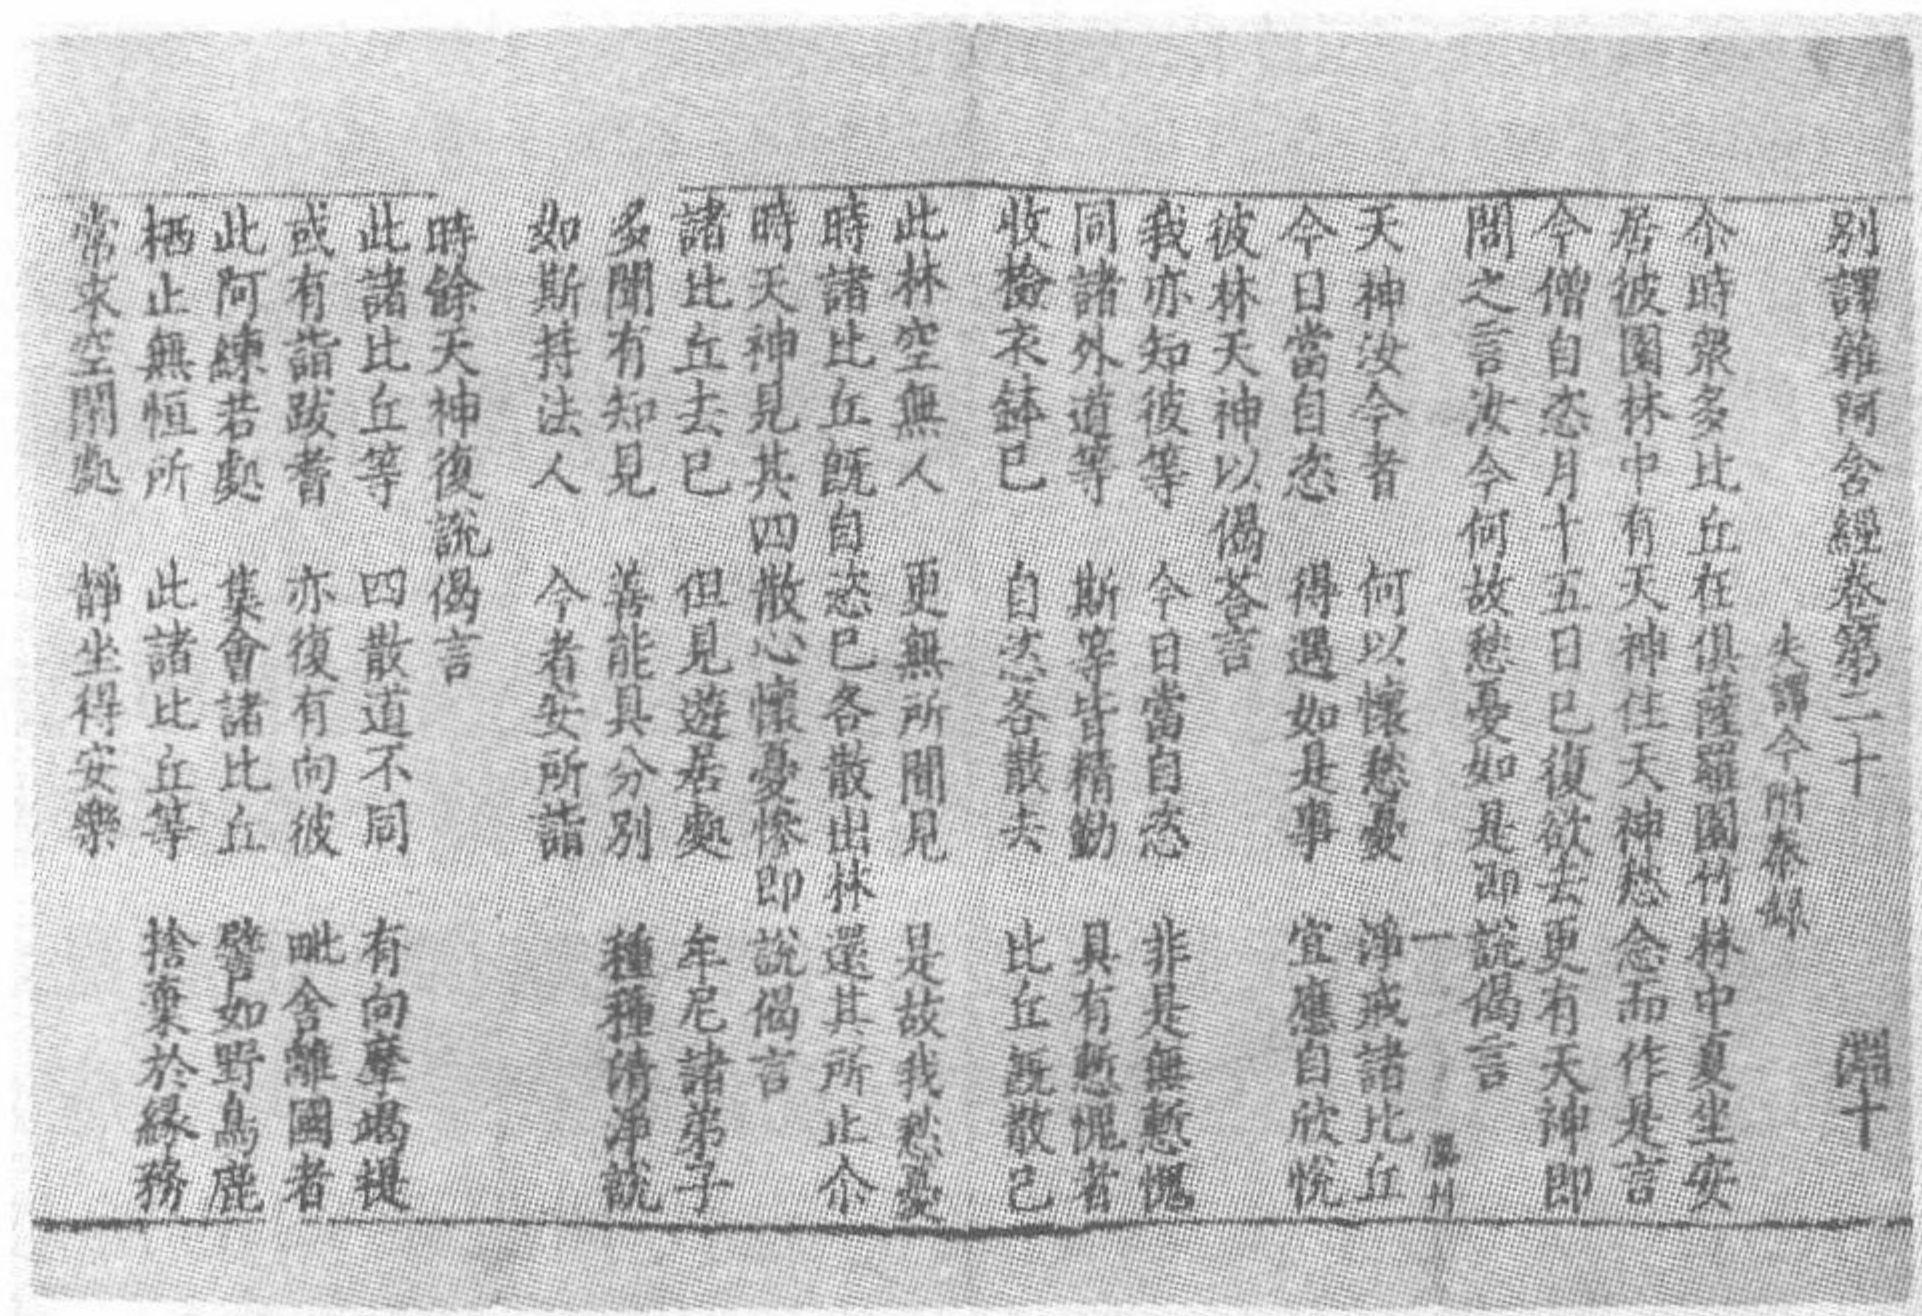 別譯雜阿含經卷第二十 淵十
失譯今附秦錄
尒時衆多比丘在俱薩羅園竹林中夏坐安
居彼園林中有天神住天神愁念而作是言
今僧自恣月十五日已復欲去更有天神即
問之言汝今何故愁憂如是即說偈言
一
天神汝今者 何以懷愁憂 淨戒諸比丘
今日當自恣 得遇如是事 宜應自欣悅
彼林天神以偈荅言
我亦知彼等 今日當自恣 非是無慙愧
同諸外道等 斯等皆精勤 具有慙愧者
收撿衣鉢已 自恣各散去 比丘旣散已
此林空無人 更無所聞見 是故我愁憂
時諸比丘旣自恣已各散出林還其所止尒
時天神見其四散心懷憂慘即說偈言
諸比丘去已 但見遊居處 牟尼諸弟子
多聞有知見 善能具分別 種種清淨說
如斯持法人 今者安所詣
時餘天神復說偈言
此諸比丘等 四散道不同 有向摩竭提
或有詣跋耆 亦復有向彼 毗舍離國者
此阿練若處 集會諸比丘 譬如野鳥鹿
栖止無恒所 此諸比丘等 捨棄於緣務
常求空閑處 靜坐得安樂